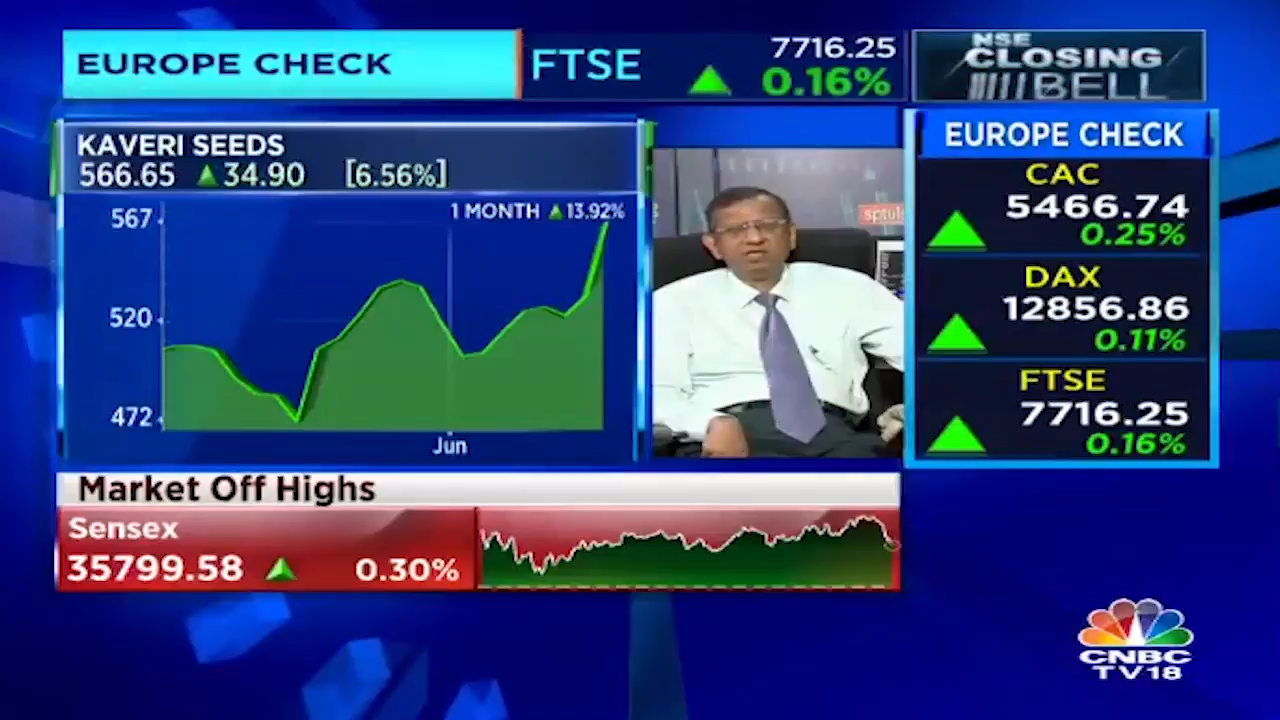 EUROPE CHECK
FTSE
7716.25
0.16%
NSE
CLOSING
BELL
KAVERI SEEDS
566.65 34.90 [6.56%]
1 MONTH 13.92%
567
520
472
Jun
EUROPE CHECK
CAC
5466.74
0.25%
DAX
12856.86
0.11%
FTSE
7716.25
0.16%
Market Off Highs
Sensex
35799.58 0.30%
CNBC
TV18